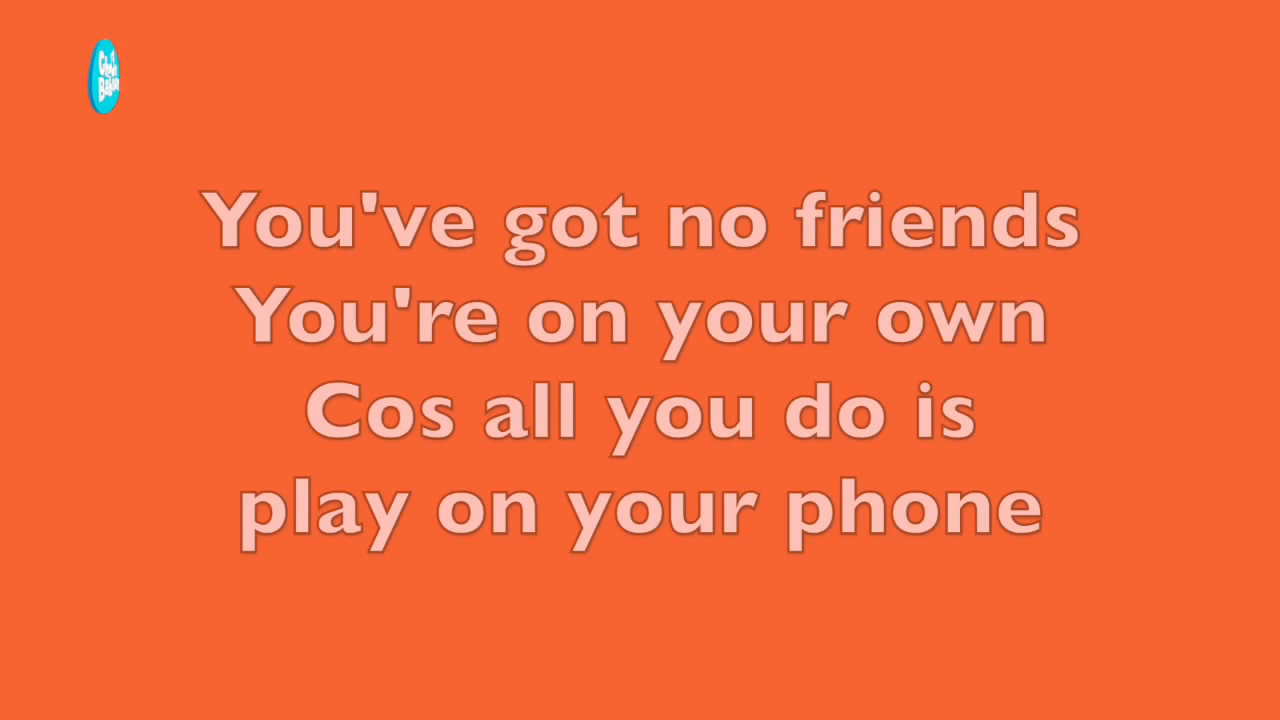 You've got no friends
You're on your own
Cos all you do is
play on your phone